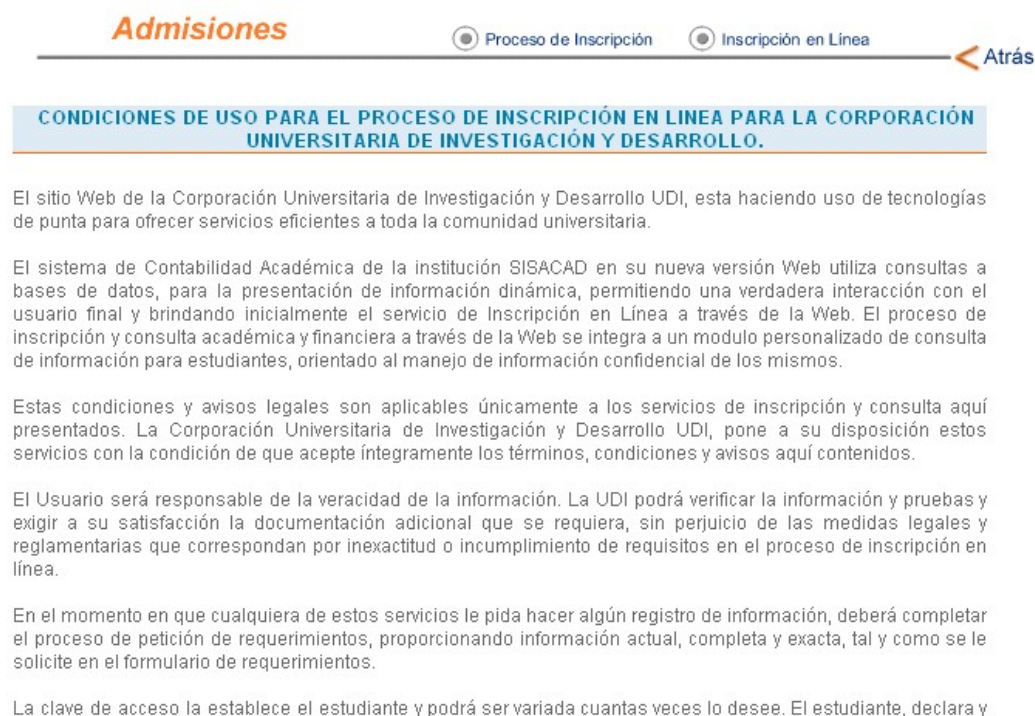 Admisiones
Proceso de Inscripción
Inscripción en Línea
Atrás
CONDICIONES DE USO PARA EL PROCESO DE INSCRIPCIÓN EN LINEA PARA LA CORPORACIÓN
UNIVERSITARIA DE INVESTIGACIÓN Y DESARROLLO.
El sitio Web de la Corporación Universitaria de Investigación y Desarrollo UDI, esta haciendo uso de tecnologías
de punta para ofrecer servicios eficientes a toda la comunidad universitaria.
El sistema de Contabilidad Académica de la institución SISACAD en su nueva versión Web utiliza consultas a
bases de datos, para la presentación de información dinámica, permitiendo una verdadera interacción con el
usuario final y brindando inicialmente el servicio de Inscripción en Línea a través de la Web. El proceso de
inscripción y consulta académica y financiera a través de la Web se integra a un modulo personalizado de consulta
de información para estudiantes, orientado al manejo de información confidencial de los mismos.
Estas condiciones y avisos legales son aplicables únicamente a los servicios de inscripción y consulta aquí
presentados. La Corporación Universitaria de Investigación y Desarrollo UDI, pone a su disposición estos
servicios con la condición de que acepte íntegramente los términos, condiciones y avisos aquí contenidos.
El Usuario será responsable de la veracidad de la información. La UDI podrá verificar la información y pruebas y
exigir a su satisfacción la documentación adicional que se requiera, sin perjuicio de las medidas legales y
reglamentarias que correspondan por inexactitud o incumplimiento de requisitos en el proceso de inscripción en
línea.
En el momento en que cualquiera de estos servicios le pida hacer algún registro de información, deberá completar
el proceso de petición de requerimientos, proporcionando información actual, completa y exacta, tal y como se le
solicite en el formulario de requerimientos.
La clave de acceso la establece el estudiante y podrá ser variada cuantas veces lo desee. El estudiante, declara y